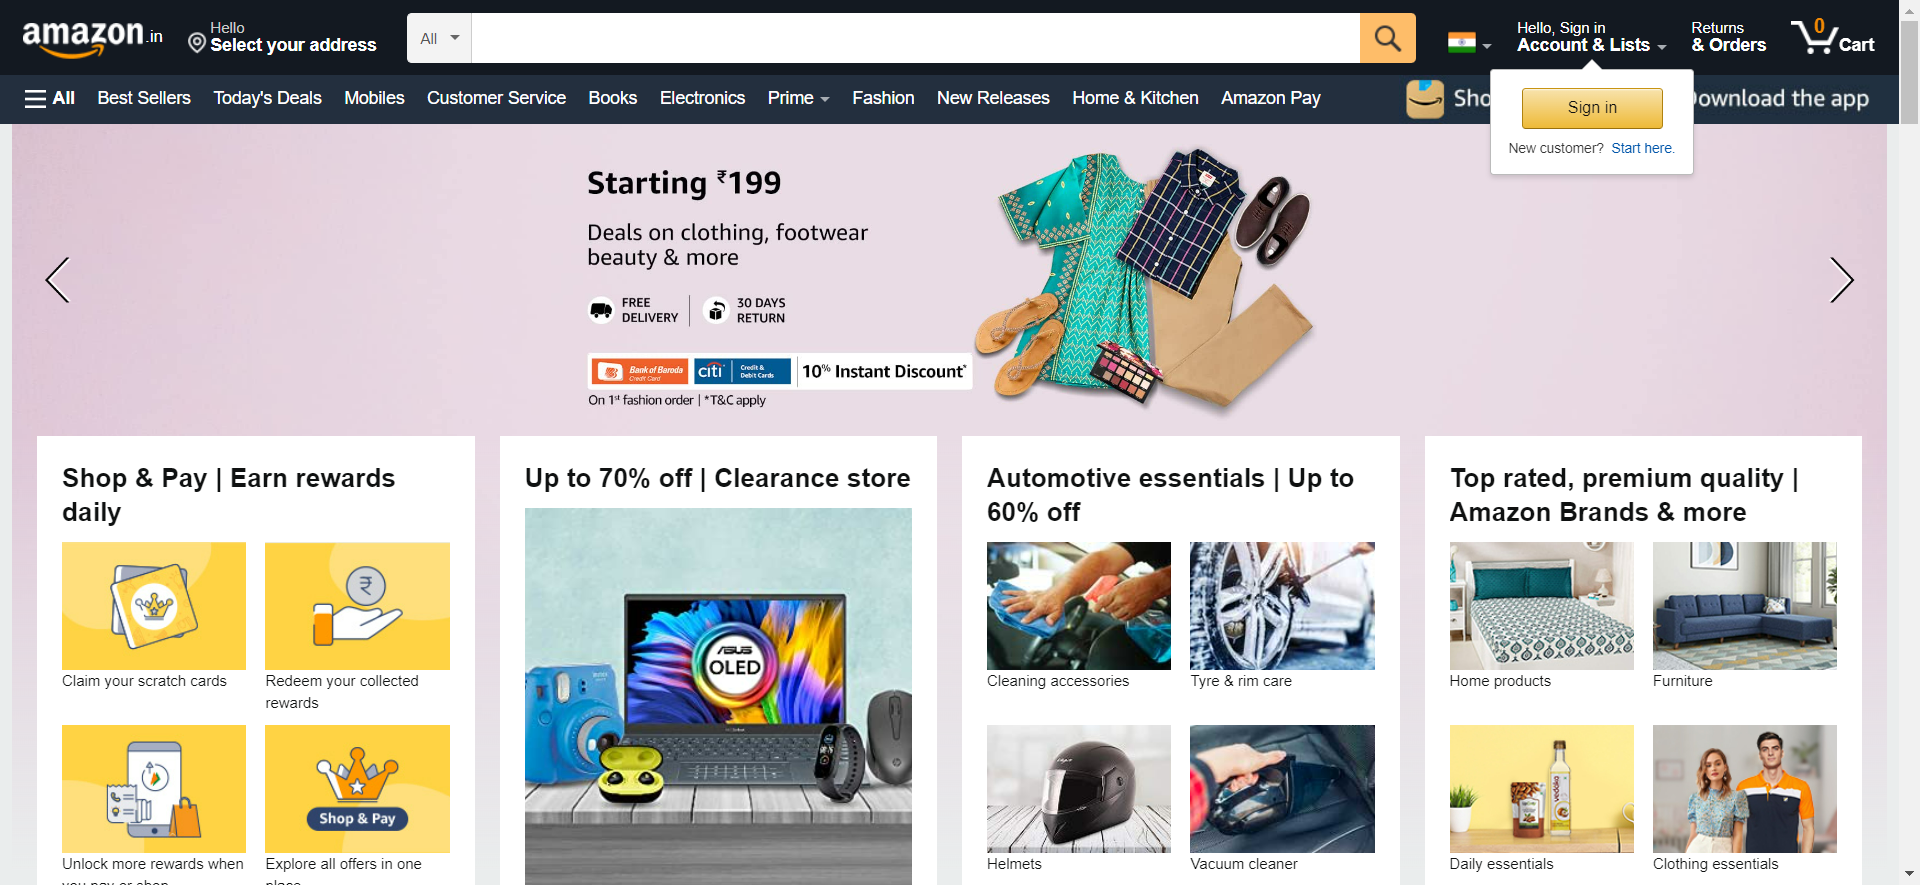 amazon.in
Hello
Select your address
All
Hello, Sign in
Account & Lists
Returns
& Orders
0
Cart
All
Best Sellers
Today's Deals
Mobiles
Customer Service
Books
Electronics
Prime
Fashion
New Releases
Home & Kitchen
Amazon Pay
Sho
ownload the app
Sign in
New customer? Start here.
Starting ₹199
Deals on clothing, footwear
beauty & more
FREE
DELIVERY
30 DAYS
RETURN
Bank of Baroda
Credit Card
citi
Credit &
Debit Cards
10% Instant Discount*
On 1st fashion order | *T&C apply
Shop & Pay | Earn rewards
daily
Claim your scratch cards
Redeem your collected
rewards
Shop & Pay
Unlock more rewards when
you pay or shop
Explore all offers in one
place
Up to 70% off | Clearance store
ASUS
OLED
Automotive essentials | Up to
60% off
Cleaning accessories
Tyre & rim care
Helmets
Vacuum cleaner
Top rated, premium quality |
Amazon Brands & more
Home products
Furniture
Daily essentials
Clothing essentials